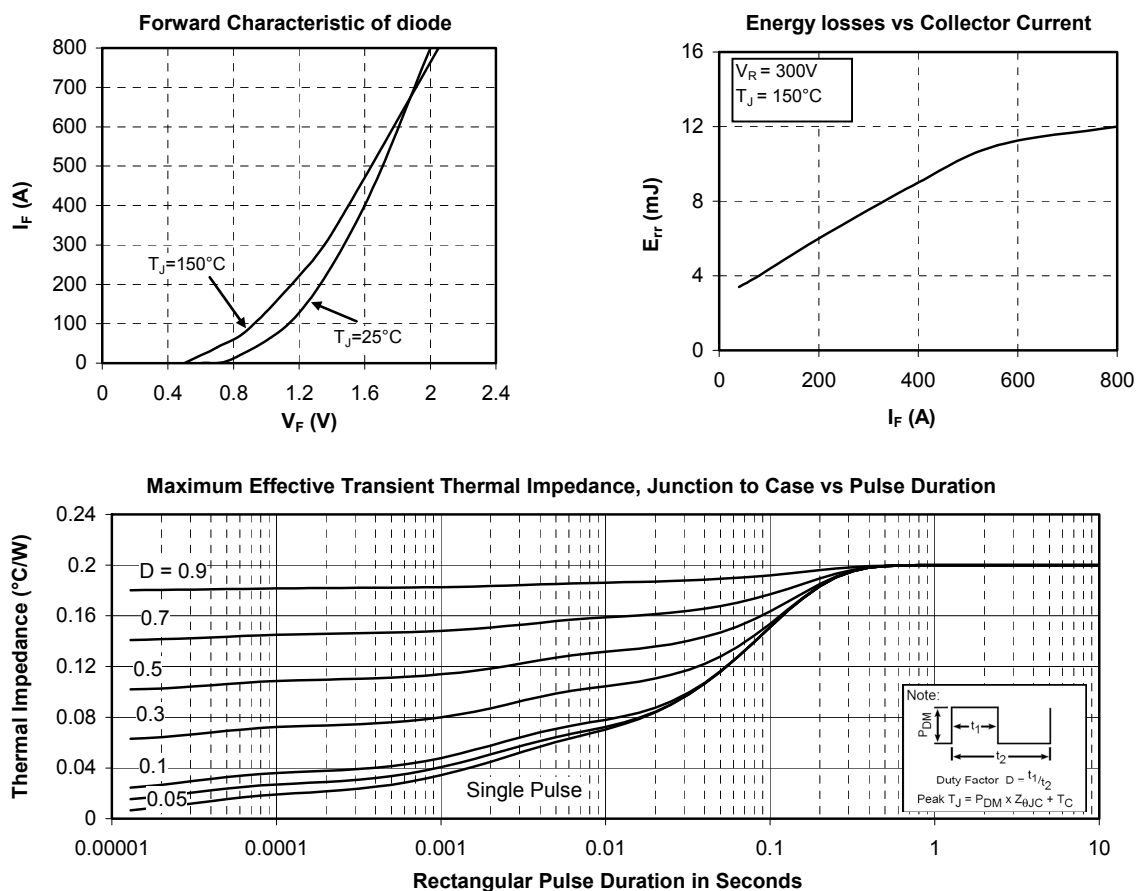 Forward Characteristic of diode
800
700
600
500
400
300
200
100
0
I_F (A)
T_J=150°C
T_J=25°C
0 0.4 0.8 1.2 1.6 2 2.4
V_F (V)
Energy losses vs Collector Current
16
12
8
4
0
E_rr (mJ)
V_R = 300V
T_J = 150°C
0 200 400 600 800
I_F (A)
Maximum Effective Transient Thermal Impedance, Junction to Case vs Pulse Duration
0.24
0.2
0.16
0.12
0.08
0.04
0
Thermal Impedance (°C/W)
D = 0.9
0.7
0.5
0.3
0.1
0.05
Single Pulse
Note:
P_DM
t_1
t_2
Duty Factor D = t_1/t_2
Peak T_J = P_DM x Z_θJC + T_C
0.00001 0.0001 0.001 0.01 0.1 1 10
Rectangular Pulse Duration in Seconds